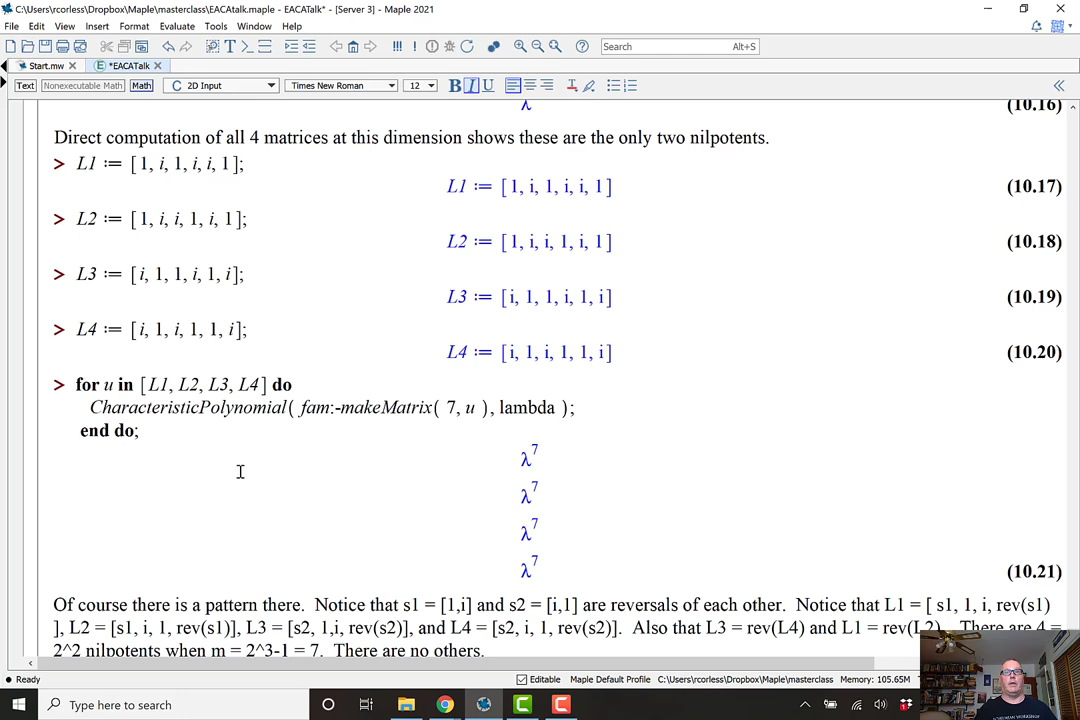 C:\Users\rcorless\Dropbox\Maple\masterclass\EACAtalk.maple - EACATalk* - [Server 3] - Maple 2021
File Edit View Insert Format Evaluate Tools Window Help
Search Alt+S
Start.mw *EACATalk
Text Nonexecutable Math Math C 2D Input Times New Roman 12 B I U
λ (10.16)
Direct computation of all 4 matrices at this dimension shows these are the only two nilpotents.
> L1 := [1, i, 1, i, i, 1];
L1 := [1, i, 1, i, i, 1] (10.17)
> L2 := [1, i, i, 1, i, 1];
L2 := [1, i, i, 1, i, 1] (10.18)
> L3 := [i, 1, 1, i, 1, i];
L3 := [i, 1, 1, i, 1, i] (10.19)
> L4 := [i, 1, i, 1, 1, i];
L4 := [i, 1, i, 1, 1, i] (10.20)
> for u in [L1, L2, L3, L4] do
CharacteristicPolynomial( fam:-makeMatrix( 7, u ), lambda );
end do;
λ^7
λ^7
λ^7
λ^7 (10.21)
Of course there is a pattern there. Notice that s1 = [1,i] and s2 = [i,1] are reversals of each other. Notice that L1 = [ s1, 1, i, rev(s1)
], L2 = [s1, i, 1, rev(s1)], L3 = [s2, 1,i, rev(s2)], and L4 = [s2, i, 1, rev(s2)]. Also that L3 = rev(L4) and L1 = rev(L2). There are 4 =
2^2 nilpotents when m = 2^3-1 = 7. There are no others.
Ready Editable Maple Default Profile C:\Users\rcorless\Dropbox\Maple\masterclass Memory: 105.65M
Type here to search